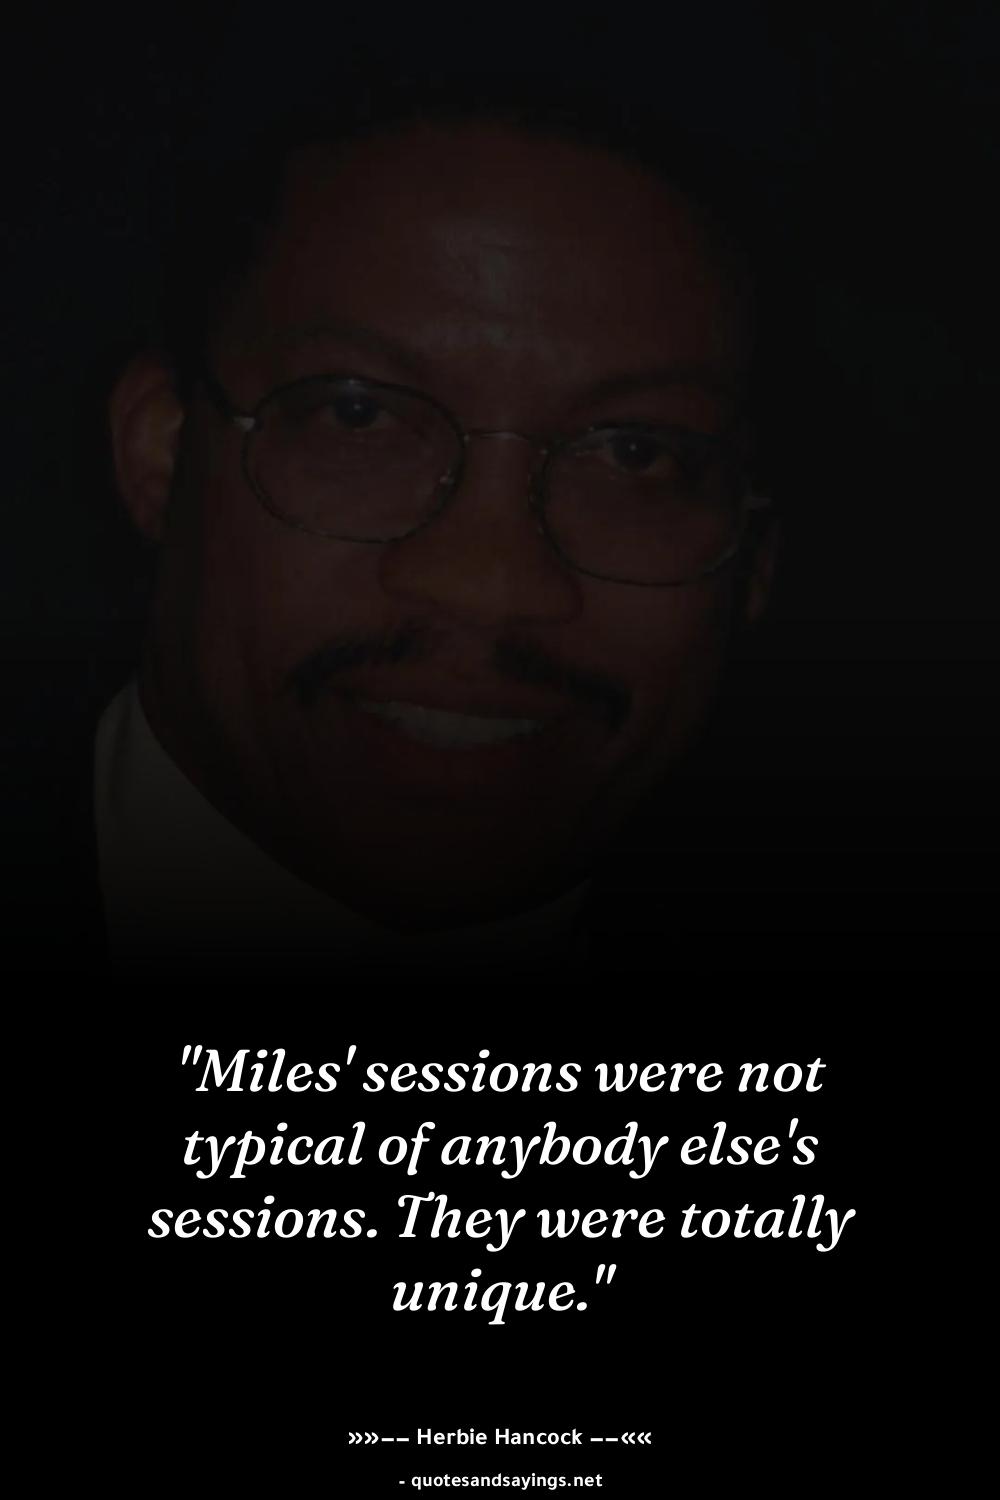 "Miles' sessions were not
typical of anybody else's
sessions. They were totally
unique."
»»–– Herbie Hancock ––««
- quotesandsayings.net